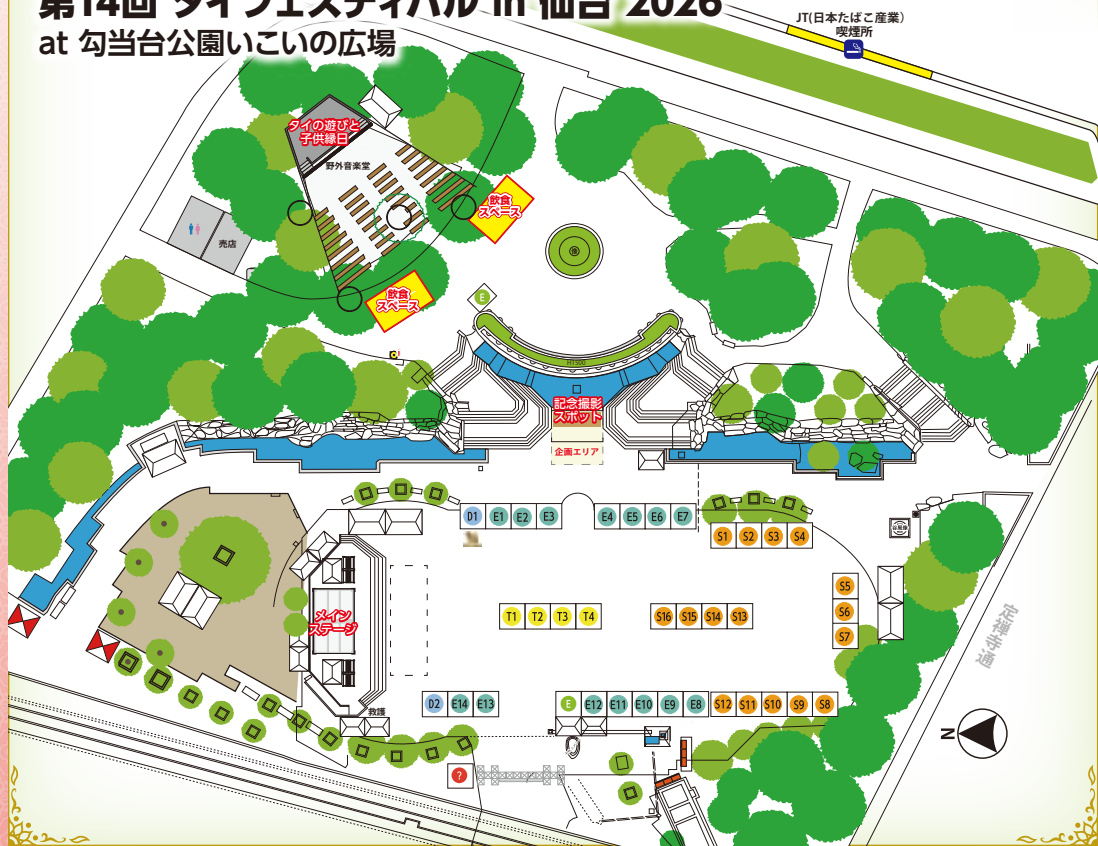 第14回 タイフェスティバル in 仙台 2026
at 勾当台公園いこいの広場
JT(日本たばこ産業)
喫煙所
タイの遊びと
子供縁日
野外音楽堂
飲食
スペース
売店
飲食
スペース
E
H1500
記念撮影
スポット
企画エリア
D1 E1 E2 E3
E4 E5 E6 E7
S1 S2 S3 S4
S5
S6
S7
T1 T2 T3 T4
S16 S15 S14 S13
メイン
ステージ
定禅寺通
D2 E14 E13
E E12 E11 E10 E9 E8
S12 S11 S10 S9 S8
救護
N
?